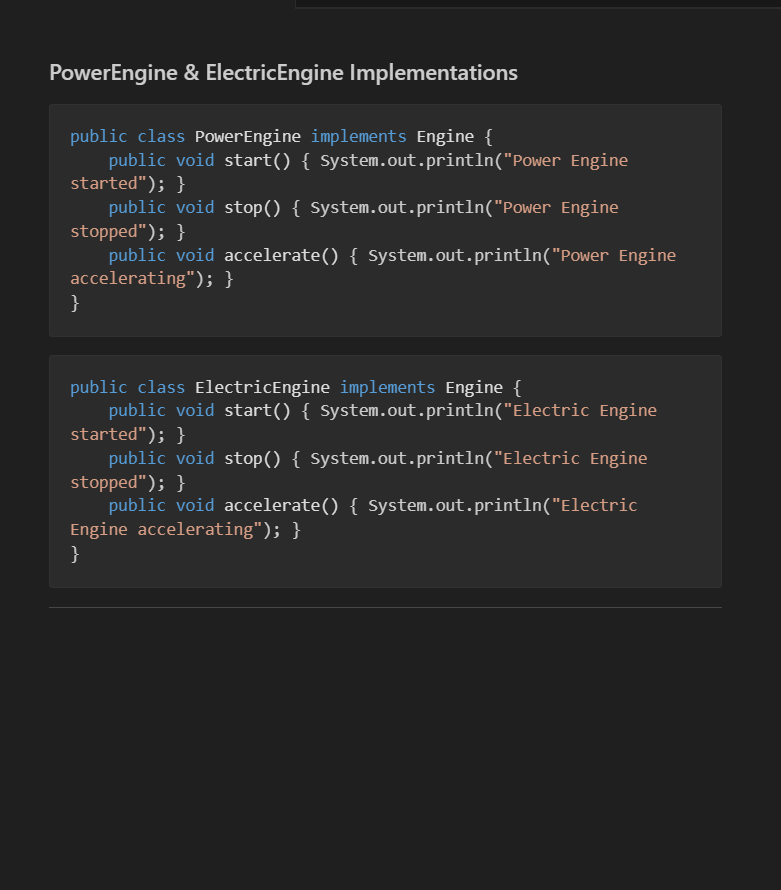 PowerEngine & ElectricEngine Implementations
public class PowerEngine implements Engine {
    public void start() { System.out.println("Power Engine
started"); }
    public void stop() { System.out.println("Power Engine
stopped"); }
    public void accelerate() { System.out.println("Power Engine
accelerating"); }
}
public class ElectricEngine implements Engine {
    public void start() { System.out.println("Electric Engine
started"); }
    public void stop() { System.out.println("Electric Engine
stopped"); }
    public void accelerate() { System.out.println("Electric
Engine accelerating"); }
}